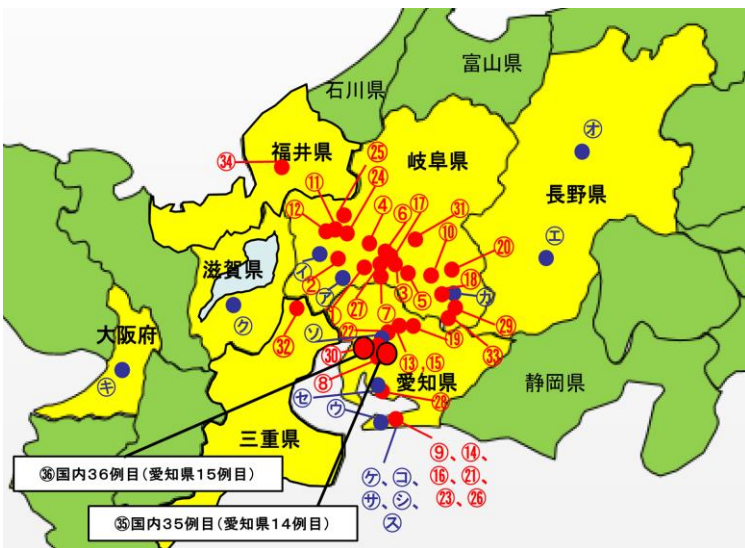 石川県
富山県
福井県
岐阜県
長野県
滋賀県
大阪府
三重県
愛知県
静岡県
㉞
㉕
㉔
⑪
⑫
④
⑥
⑰
㉛
⑩
⑳
⑱
オ
エ
カ
イ
ア
②
①
㉗
③
⑤
⑦
㉙
㉝
ク
キ
ソ
㉒
㉜
㉚
⑲
⑬,⑮
⑧
セ
ウ
㉘
⑨、⑭、
⑯、㉑、
㉓、㉖
ケ、コ、
サ、シ、
ス
㊱国内36例目(愛知県15例目)
㉟国内35例目(愛知県14例目)